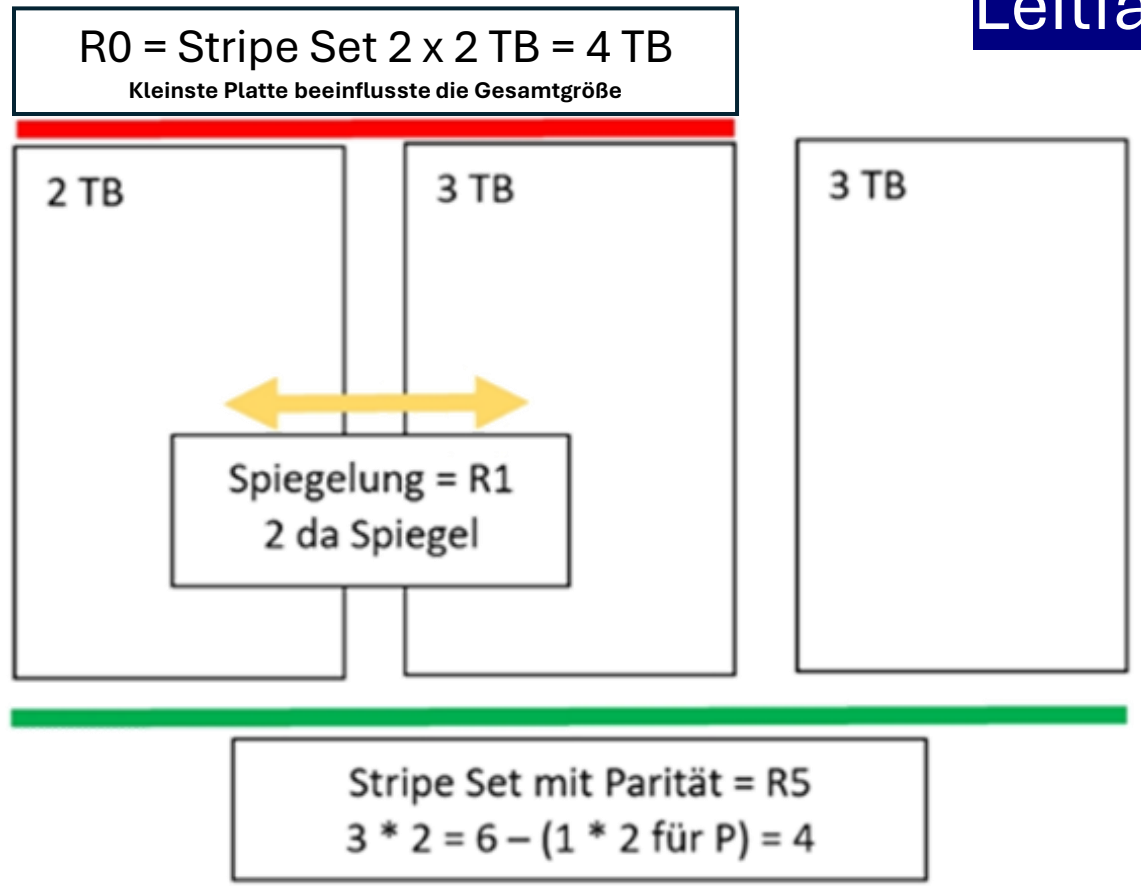 R0 = Stripe Set 2 x 2 TB = 4 TB
Kleinste Platte beeinflusste die Gesamtgröße
2 TB
3 TB
3 TB
Spiegelung = R1
2 da Spiegel
Stripe Set mit Parität = R5
3 * 2 = 6 – (1 * 2 für P) = 4